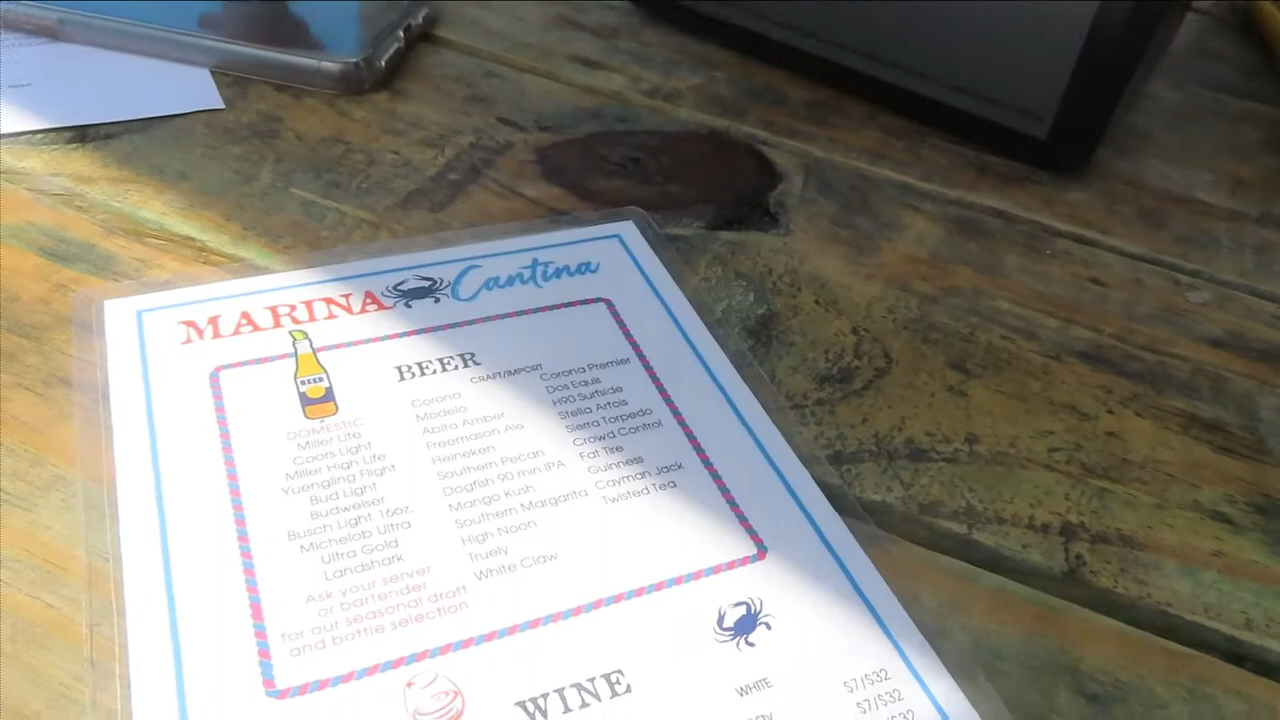 MARINA Cantina
BEER
BEER
DOMESTIC
Miller Lite
Coors Light
Miller High Life
Yuengling Flight
Bud Light
Budweiser
Busch Light 16oz.
Michelob Ultra
Ultra Gold
Landshark
Ask your server
or bartender
for our seasonal draft
and bottle selection
CRAFT/IMPORT
Corona
Modelo
Abita Amber
Freemason Ale
Heineken
Southern Pecan
Dogfish 90 min IPA
Mango Kush
Southern Margarita
High Noon
Truely
White Claw
Corona Premier
Dos Equis
H90 Surfside
Stella Artois
Sierra Torpedo
Crowd Control
Fat Tire
Guinness
Cayman Jack
Twisted Tea
WINE
WHITE
$7/$32
$7/$32